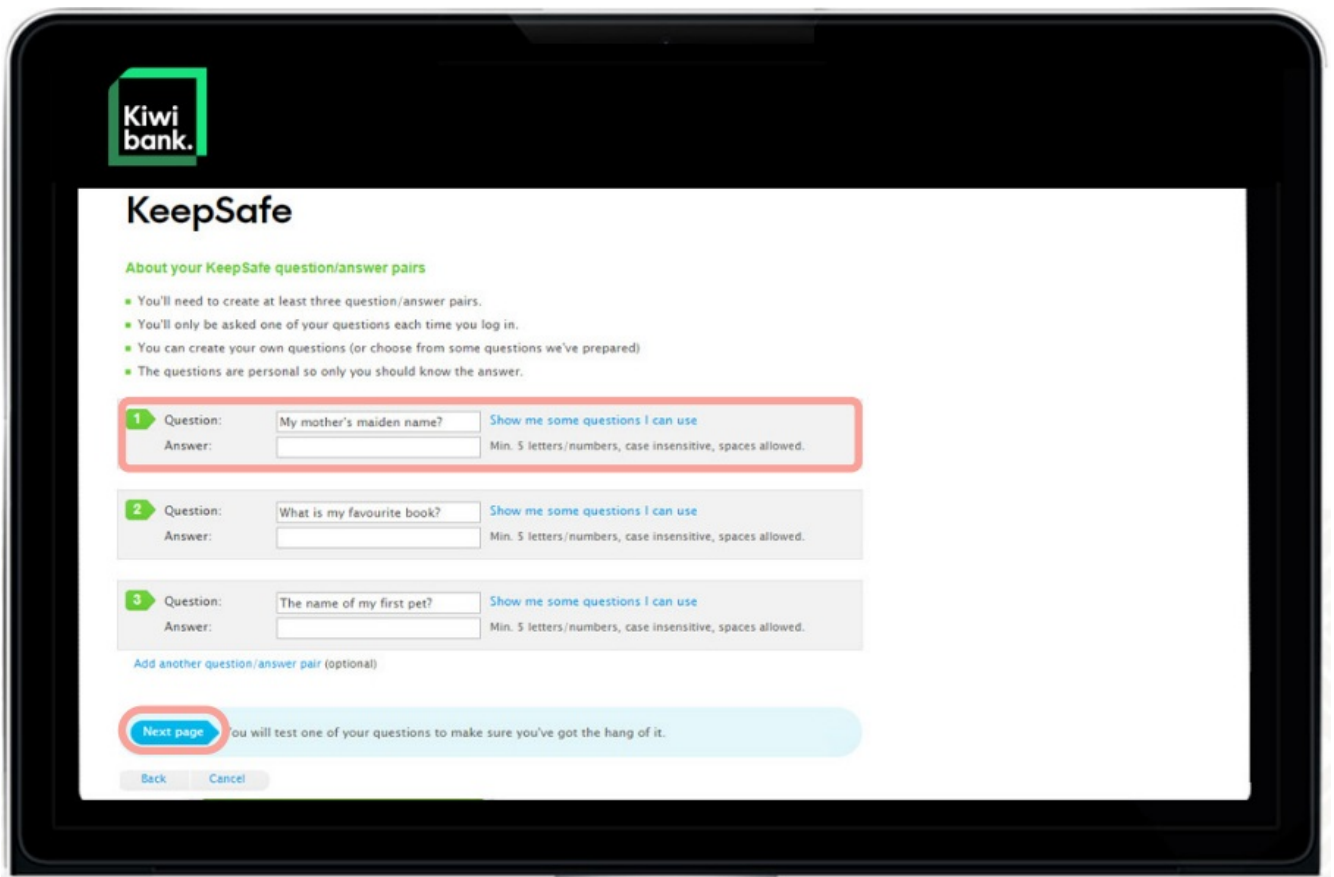 Kiwi
bank.
KeepSafe
About your KeepSafe question/answer pairs
You'll need to create at least three question/answer pairs.
You'll only be asked one of your questions each time you log in.
You can create your own questions (or choose from some questions we've prepared)
The questions are personal so only you should know the answer.
1 Question: My mother's maiden name? Show me some questions I can use
Answer: Min. 5 letters/numbers, case insensitive, spaces allowed.
2 Question: What is my favourite book? Show me some questions I can use
Answer: Min. 5 letters/numbers, case insensitive, spaces allowed.
3 Question: The name of my first pet? Show me some questions I can use
Answer: Min. 5 letters/numbers, case insensitive, spaces allowed.
Add another question/answer pair (optional)
Next page You will test one of your questions to make sure you've got the hang of it.
Back Cancel